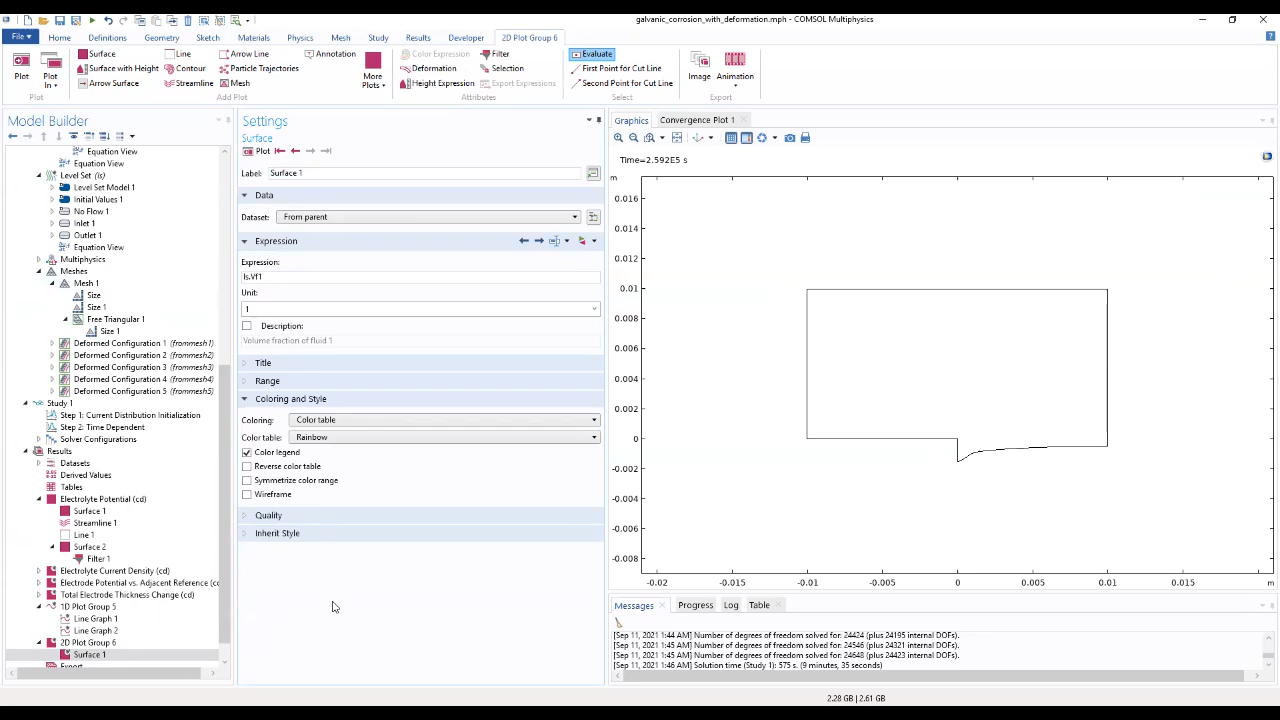 galvanic_corrosion_with_deformation.mph - COMSOL Multiphysics
File Home Definitions Geometry Sketch Materials Physics Mesh Study Results Developer 2D Plot Group 6
Surface Line Arrow Line Annotation Color Expression Filter Evaluate
Surface with Height Contour Particle Trajectories Deformation Selection First Point for Cut Line
Arrow Surface Streamline Mesh Height Expression Export Expressions Second Point for Cut Line
Plot Plot In More Plots Image Animation
Plot Add Plot Attributes Select Export
Model Builder
Equation View
Equation View
Level Set (ls)
Level Set Model 1
Initial Values 1
No Flow 1
Inlet 1
Outlet 1
Equation View
Multiphysics
Meshes
Mesh 1
Size
Size 1
Free Triangular 1
Size 1
Deformed Configuration 1 (frommesh1)
Deformed Configuration 2 (frommesh2)
Deformed Configuration 3 (frommesh3)
Deformed Configuration 4 (frommesh4)
Deformed Configuration 5 (frommesh5)
Study 1
Step 1: Current Distribution Initialization
Step 2: Time Dependent
Solver Configurations
Results
Datasets
Derived Values
Tables
Electrolyte Potential (cd)
Surface 1
Streamline 1
Line 1
Surface 2
Filter 1
Electrolyte Current Density (cd)
Electrode Potential vs. Adjacent Reference (cd
Total Electrode Thickness Change (cd)
1D Plot Group 5
Line Graph 1
Line Graph 2
2D Plot Group 6
Surface 1
Settings
Surface
Plot
Label: Surface 1
Data
Dataset: From parent
Expression
Expression:
ls.Vf1
Unit:
1
Description:
Volume fraction of fluid 1
Title
Range
Coloring and Style
Coloring: Color table
Color table: Rainbow
Color legend
Reverse color table
Symmetrize color range
Wireframe
Quality
Inherit Style
Graphics Convergence Plot 1
Time=2.592E5 s
m
0.016
0.014
0.012
0.01
0.008
0.006
0.004
0.002
0
-0.002
-0.004
-0.006
-0.008
-0.02 -0.015 -0.01 -0.005 0 0.005 0.01 0.015 m
Messages Progress Log Table
[Sep 11, 2021 1:44 AM] Number of degrees of freedom solved for: 24424 (plus 24195 internal DOFs).
[Sep 11, 2021 1:45 AM] Number of degrees of freedom solved for: 24546 (plus 24321 internal DOFs).
[Sep 11, 2021 1:45 AM] Number of degrees of freedom solved for: 24648 (plus 24423 internal DOFs).
[Sep 11, 2021 1:46 AM] Solution time (Study 1): 575 s. (9 minutes, 35 seconds)
2.28 GB | 2.61 GB